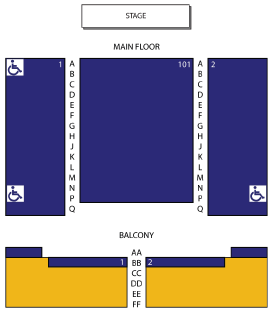 STAGE
MAIN FLOOR
1 A 101 A 2
B B
C C
D D
E E
F F
G G
H H
J J
K K
L L
M M
N N
P P
Q Q
BALCONY
AA
1 BB 2
CC
DD
EE
FF